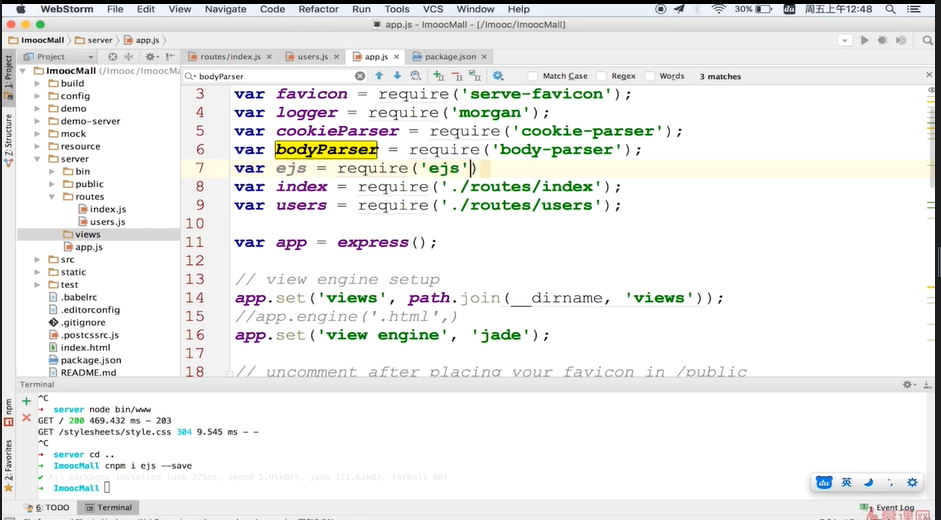 WebStorm File Edit View Navigate Code Refactor Run Tools VCS Window Help 30% du 周五上午12:48
app.js - ImoocMall - [/Imooc/ImoocMall]
ImoocMall server app.js
Project routes/index.js users.js app.js package.json
1: Project
Z: Structure
npm
2: Favorites
ImoocMall (/Imooc/ImoocMa
build
config
demo
demo-server
mock
resource
server
bin
public
routes
index.js
users.js
views
app.js
src
static
test
.babelrc
.editorconfig
.gitignore
.postcssrc.js
index.html
package.json
README.md
bodyParser Match Case Regex Words 3 matches
3 var favicon = require('serve-favicon');
4 var logger = require('morgan');
5 var cookieParser = require('cookie-parser');
6 var bodyParser = require('body-parser');
7 var ejs = require('ejs')
8 var index = require('./routes/index');
9 var users = require('./routes/users');
10
11 var app = express();
12
13 // view engine setup
14 app.set('views', path.join(__dirname, 'views'));
15 //app.engine('.html',)
16 app.set('view engine', 'jade');
17
18 // uncomment after placing your favicon in /public
Terminal
^C
→ server node bin/www
GET / 200 469.432 ms - 203
GET /stylesheets/style.css 304 9.545 ms - -
^C
→ server cd ..
→ ImoocMall cnpm i ejs --save
✓ All packages installed (use 275ms, speed 5.91kB/s, json 1(1.62KB), tarball 0B)
→ ImoocMall
du 英
6: TODO Terminal 1 Event Log
慕课网